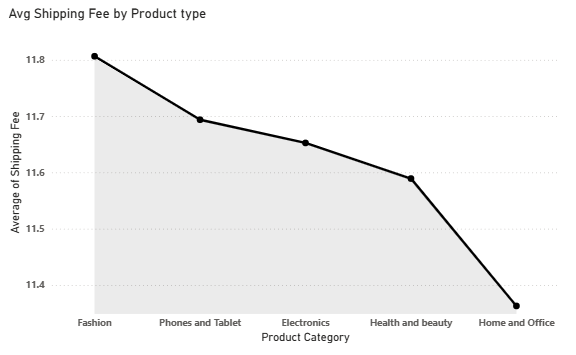 Avg Shipping Fee by Product type
Average of Shipping Fee
11.8
11.7
11.6
11.5
11.4
Fashion Phones and Tablet Electronics Health and beauty Home and Office
Product Category